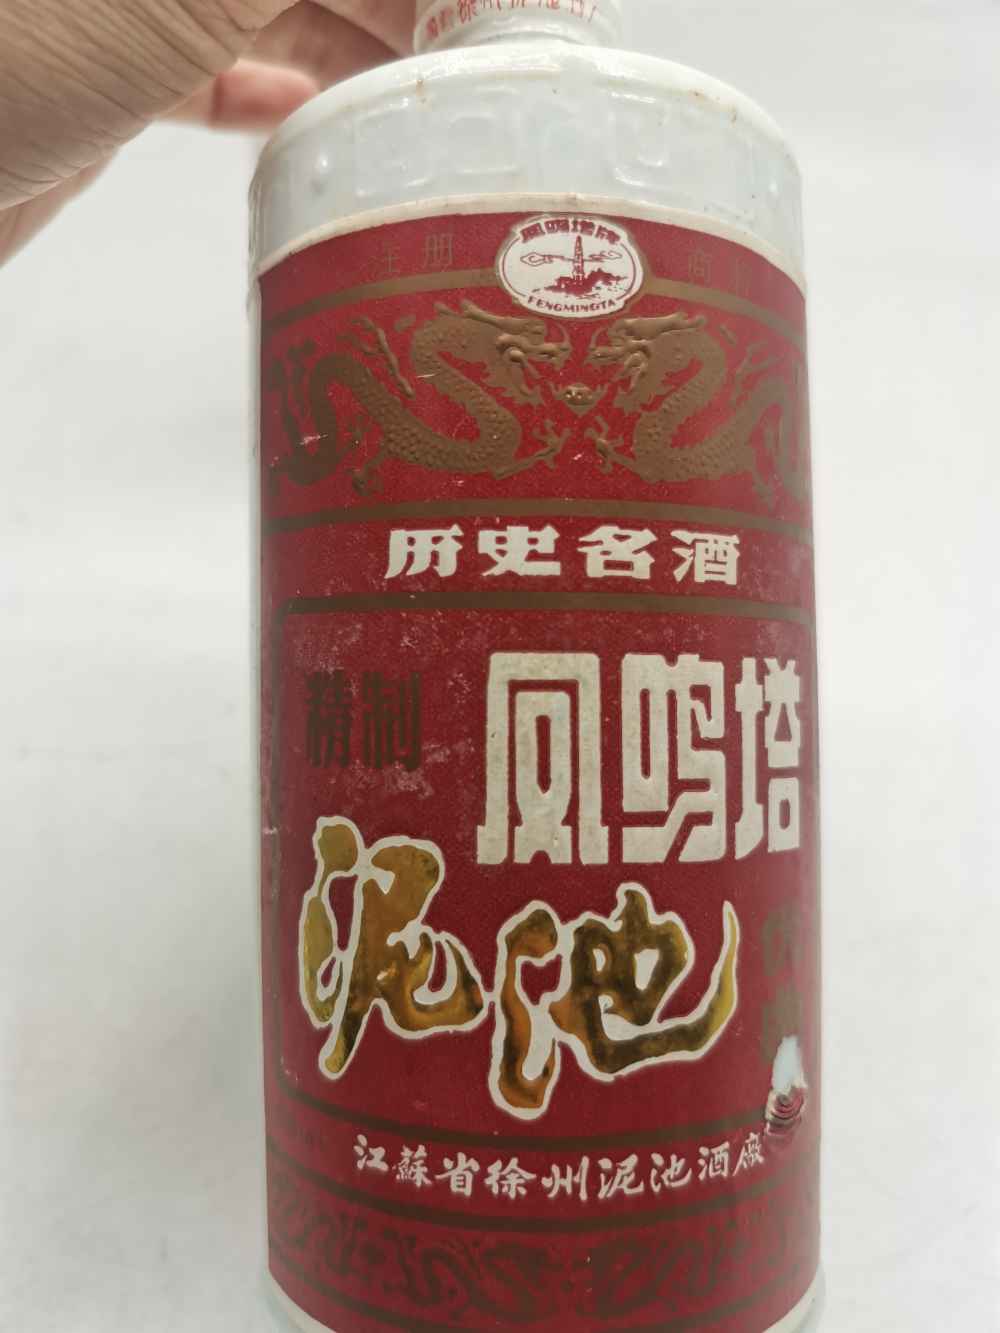 注册 凤鸣塔牌 商
FENGMINGTA
历史名酒
精制 凤鸣塔
泥池
江蘇省徐州泥池酒廠